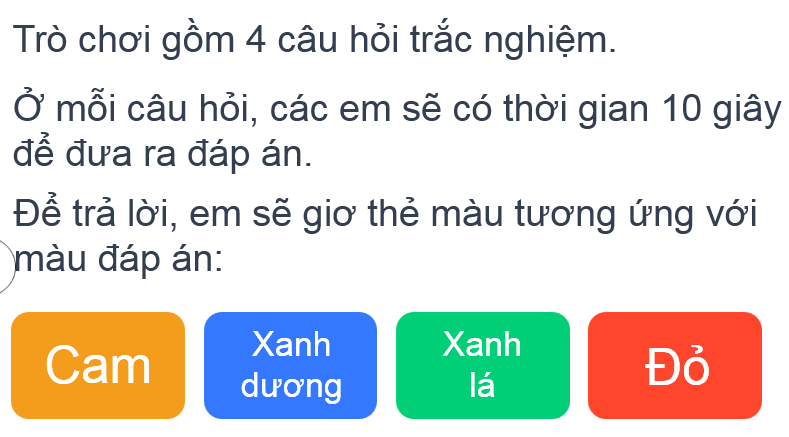 Trò chơi gồm 4 câu hỏi trắc nghiệm.
Ở mỗi câu hỏi, các em sẽ có thời gian 10 giây
để đưa ra đáp án.
Để trả lời, em sẽ giơ thẻ màu tương ứng với
màu đáp án:
Cam
Xanh
dương
Xanh
lá
Đỏ